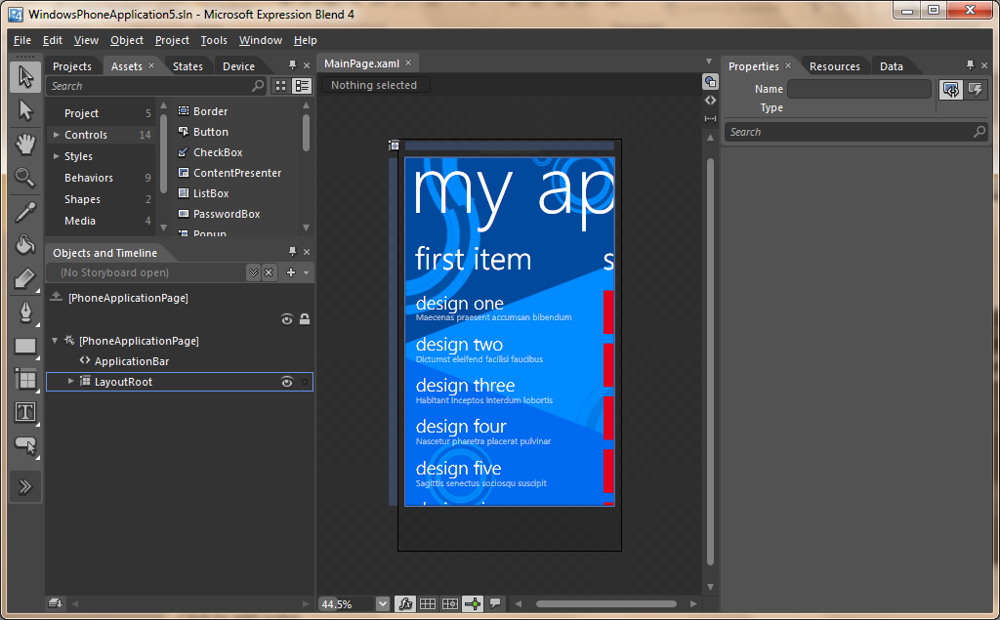 WindowsPhoneApplication5.sln - Microsoft Expression Blend 4
File Edit View Object Project Tools Window Help
Projects Assets States Device
Search
Project 5
Controls 14
Styles
Behaviors 9
Shapes 2
Media 4
Border
Button
CheckBox
ContentPresenter
ListBox
PasswordBox
Popup
Objects and Timeline
(No Storyboard open)
[PhoneApplicationPage]
[PhoneApplicationPage]
ApplicationBar
LayoutRoot
MainPage.xaml
Nothing selected
my ap
first item s
design one
Maecenas praesent accumsan bibendum
design two
Dictumst eleifend facilisi faucibus
design three
Habitant inceptos interdum lobortis
design four
Nascetur pharetra placerat pulvinar
design five
Sagittis senectus sociosqu suscipit
44.5%
fx
Properties Resources Data
Name
Type
Search